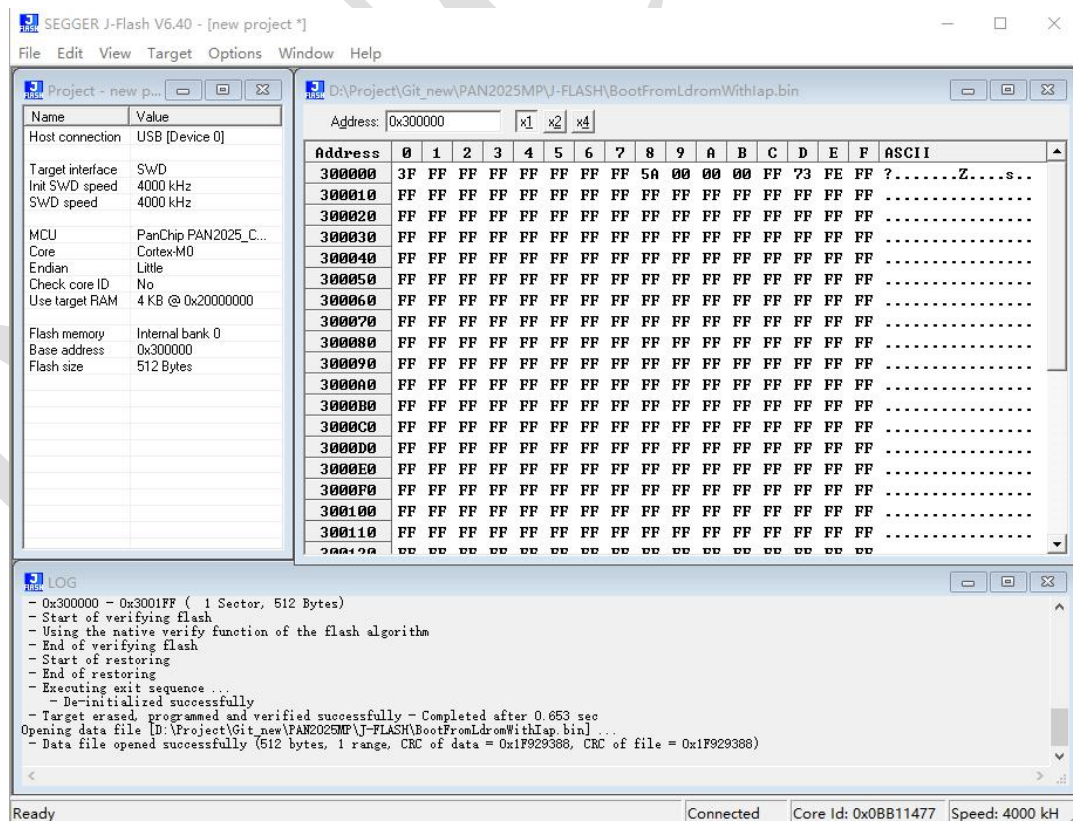 SEGGER J-Flash V6.40 - [new project *]
File Edit View Target Options Window Help
Project - new p...
Name Value
Host connection USB [Device 0]
Target interface SWD
Init SWD speed 4000 kHz
SWD speed 4000 kHz
MCU PanChip PAN2025_C...
Core Cortex-M0
Endian Little
Check core ID No
Use target RAM 4 KB @ 0x20000000
Flash memory Internal bank 0
Base address 0x300000
Flash size 512 Bytes
D:\Project\Git_new\PAN2025MP\J-FLASH\BootFromLdromWithIap.bin
Address: 0x300000 x1 x2 x4
Address 0 1 2 3 4 5 6 7 8 9 A B C D E F ASCII
300000 3F FF FF FF FF FF FF FF 5A 00 00 00 FF 73 FE FF ?.......Z....s..
300010 FF FF FF FF FF FF FF FF FF FF FF FF FF FF FF FF ................
300020 FF FF FF FF FF FF FF FF FF FF FF FF FF FF FF FF ................
300030 FF FF FF FF FF FF FF FF FF FF FF FF FF FF FF FF ................
300040 FF FF FF FF FF FF FF FF FF FF FF FF FF FF FF FF ................
300050 FF FF FF FF FF FF FF FF FF FF FF FF FF FF FF FF ................
300060 FF FF FF FF FF FF FF FF FF FF FF FF FF FF FF FF ................
300070 FF FF FF FF FF FF FF FF FF FF FF FF FF FF FF FF ................
300080 FF FF FF FF FF FF FF FF FF FF FF FF FF FF FF FF ................
300090 FF FF FF FF FF FF FF FF FF FF FF FF FF FF FF FF ................
3000A0 FF FF FF FF FF FF FF FF FF FF FF FF FF FF FF FF ................
3000B0 FF FF FF FF FF FF FF FF FF FF FF FF FF FF FF FF ................
3000C0 FF FF FF FF FF FF FF FF FF FF FF FF FF FF FF FF ................
3000D0 FF FF FF FF FF FF FF FF FF FF FF FF FF FF FF FF ................
3000E0 FF FF FF FF FF FF FF FF FF FF FF FF FF FF FF FF ................
3000F0 FF FF FF FF FF FF FF FF FF FF FF FF FF FF FF FF ................
300100 FF FF FF FF FF FF FF FF FF FF FF FF FF FF FF FF ................
300110 FF FF FF FF FF FF FF FF FF FF FF FF FF FF FF FF ................
LOG
- 0x300000 - 0x3001FF ( 1 Sector, 512 Bytes)
- Start of verifying flash
- Using the native verify function of the flash algorithm
- End of verifying flash
- Start of restoring
- End of restoring
- Executing exit sequence ...
- De-initialized successfully
- Target erased, programmed and verified successfully - Completed after 0.653 sec
Opening data file [D:\Project\Git_new\PAN2025MP\J-FLASH\BootFromLdromWithIap.bin] ...
- Data file opened successfully (512 bytes, 1 range, CRC of data = 0x1F929388, CRC of file = 0x1F929388)
Ready Connected Core Id: 0x0BB11477 Speed: 4000 kH